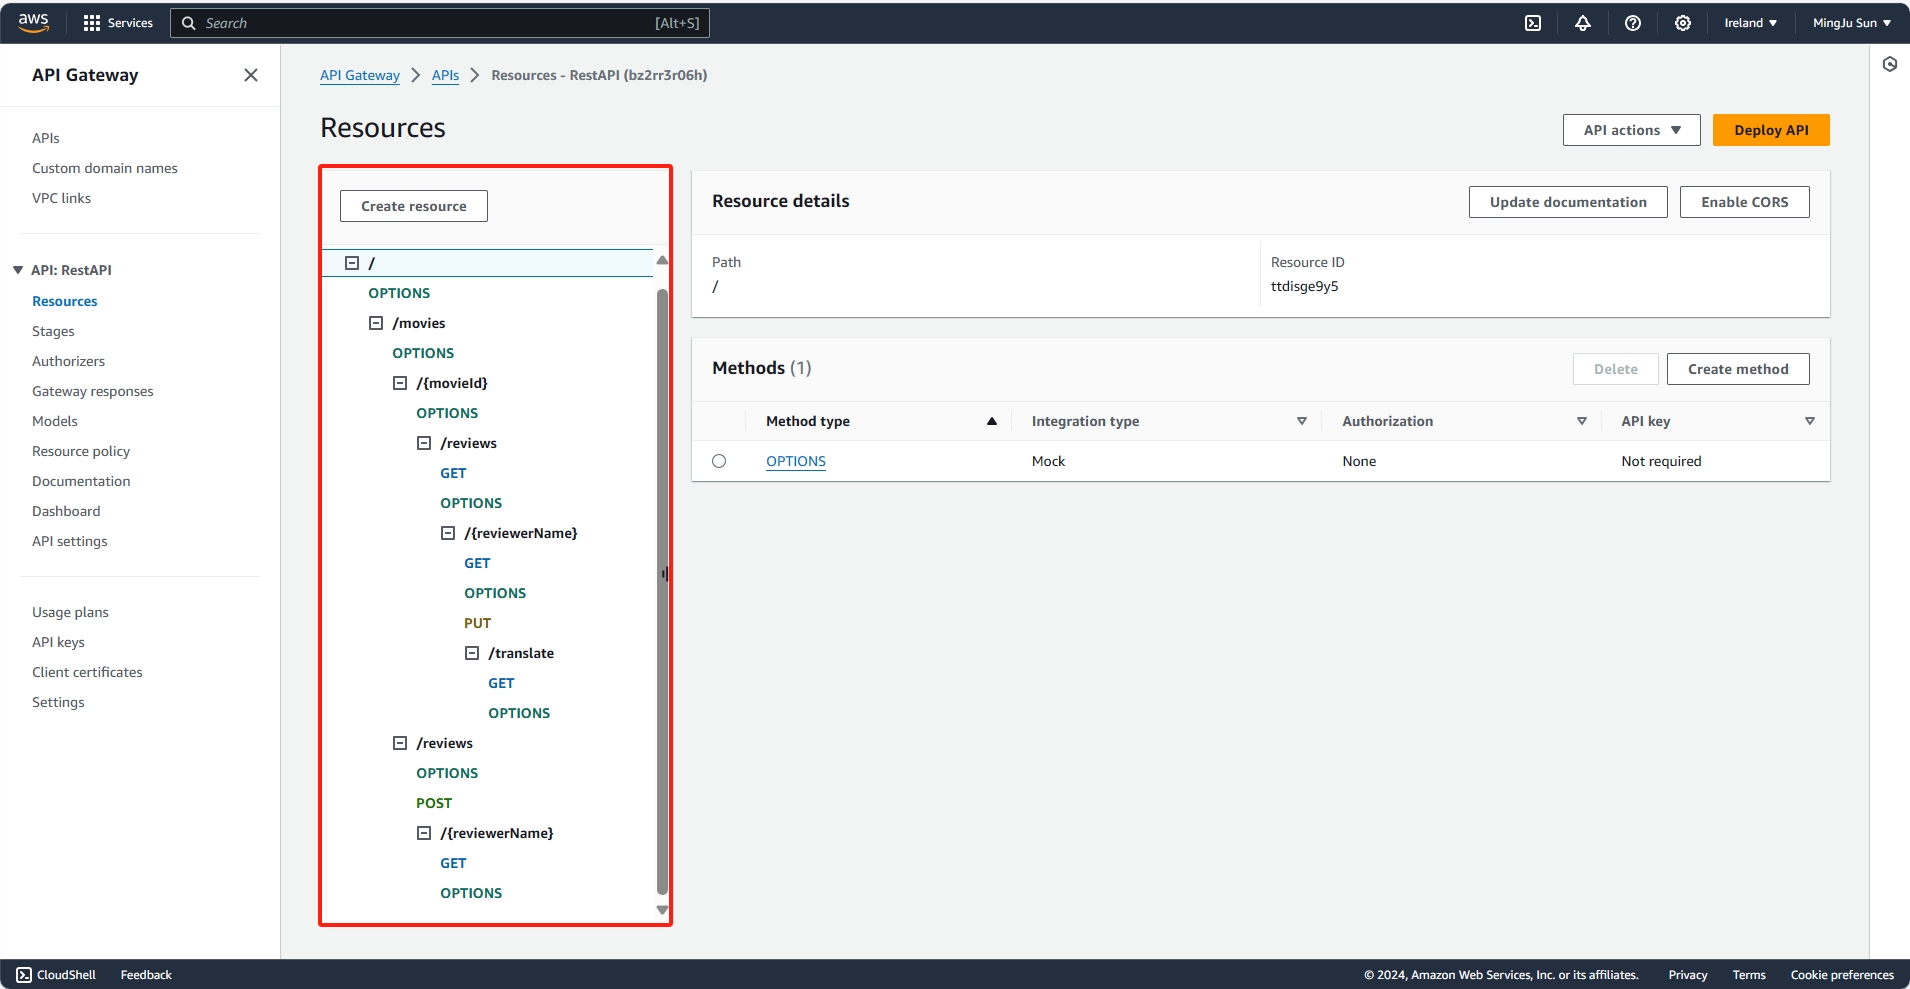 aws
Services
Search
[Alt+S]
Ireland
MingJu Sun
API Gateway
APIs
Custom domain names
VPC links
API: RestAPI
Resources
Stages
Authorizers
Gateway responses
Models
Resource policy
Documentation
Dashboard
API settings
Usage plans
API keys
Client certificates
Settings
API Gateway > APIs > Resources - RestAPI (bz2rr3r06h)
Resources
API actions
Deploy API
Create resource
/
OPTIONS
/movies
OPTIONS
/{movieId}
OPTIONS
/reviews
GET
OPTIONS
/{reviewerName}
GET
OPTIONS
PUT
/translate
GET
OPTIONS
/reviews
OPTIONS
POST
/{reviewerName}
GET
OPTIONS
Resource details
Update documentation
Enable CORS
Path
/
Resource ID
ttdisge9y5
Methods (1)
Delete
Create method
Method type
Integration type
Authorization
API key
OPTIONS
Mock
None
Not required
CloudShell
Feedback
© 2024, Amazon Web Services, Inc. or its affiliates.
Privacy
Terms
Cookie preferences